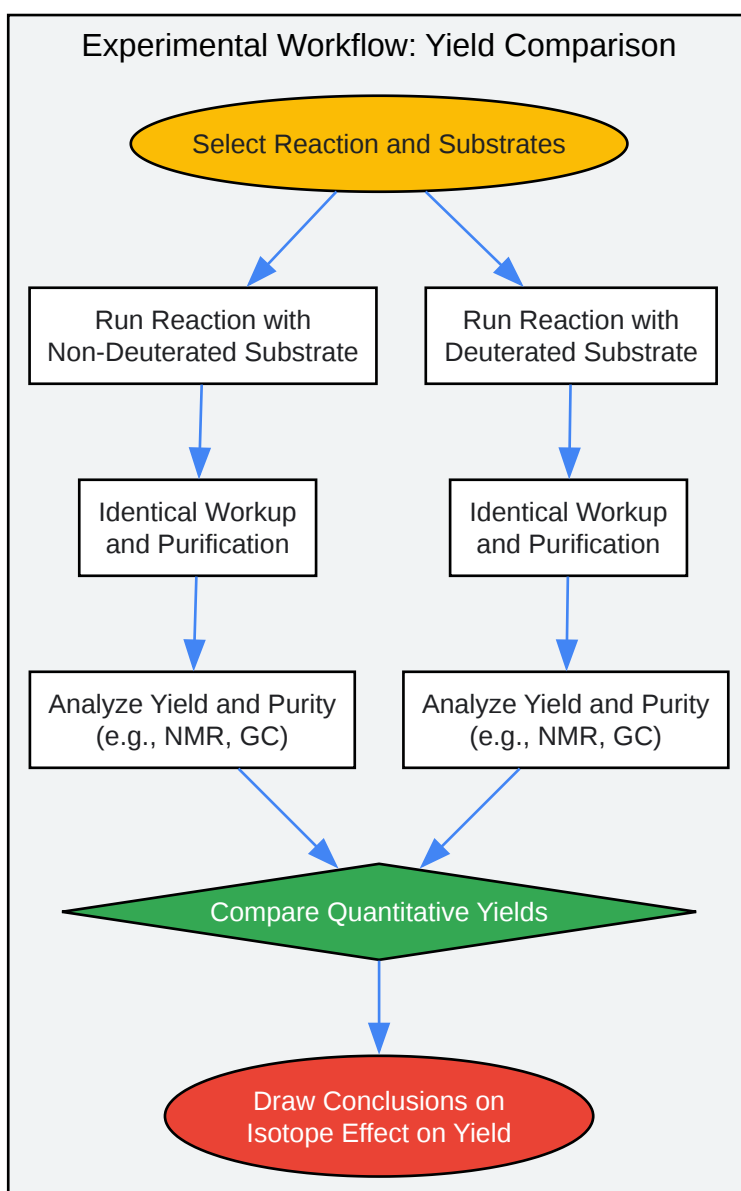 Experimental Workflow: Yield Comparison
Select Reaction and Substrates
Run Reaction with
Non-Deuterated Substrate
Run Reaction with
Deuterated Substrate
Identical Workup
and Purification
Identical Workup
and Purification
Analyze Yield and Purity
(e.g., NMR, GC)
Analyze Yield and Purity
(e.g., NMR, GC)
Compare Quantitative Yields
Draw Conclusions on
Isotope Effect on Yield